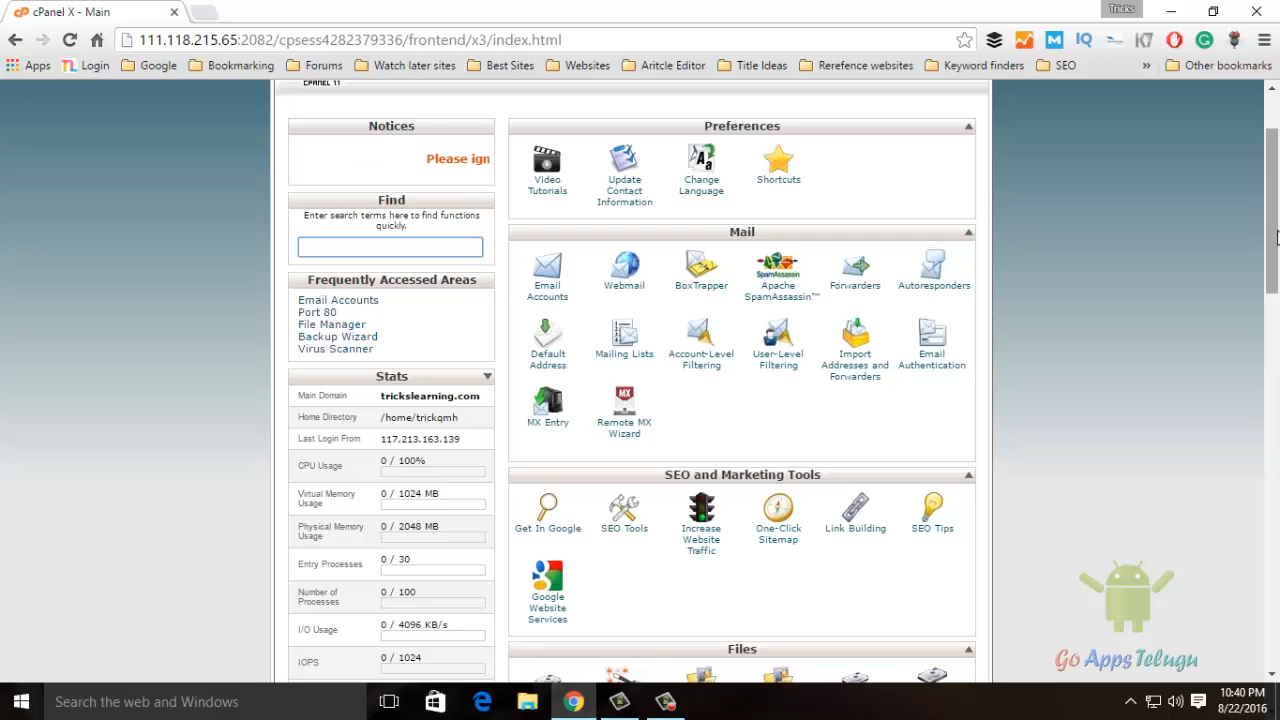 cPanel X - Main
Tricks
111.118.215.65:2082/cpsess4282379336/frontend/x3/index.html
Apps
Login
Google
Bookmarking
Forums
Watch later sites
Best Sites
Websites
Aritcle Editor
Title Ideas
Rerefence websites
Keyword finders
SEO
»
Other bookmarks
CPANEL 11
Notices
Please ign
Find
Enter search terms here to find functions
quickly.
Frequently Accessed Areas
Email Accounts
Port 80
File Manager
Backup Wizard
Virus Scanner
Stats
Main Domain trickslearning.com
Home Directory /home/trickqmh
Last Login From 117.213.163.139
CPU Usage 0 / 100%
Virtual Memory
Usage
0 / 1024 MB
Physical Memory
Usage
0 / 2048 MB
Entry Processes 0 / 30
Number of
Processes
0 / 100
I/O Usage 0 / 4096 KB/s
IOPS 0 / 1024
Preferences
Video
Tutorials
Update
Contact
Information
Change
Language
Shortcuts
Mail
Email
Accounts
Webmail
BoxTrapper
SpamAssassin
Apache
SpamAssassin™
Forwarders
Autoresponders
Default
Address
Mailing Lists
Account-Level
Filtering
User-Level
Filtering
Import
Addresses and
Forwarders
Email
Authentication
MX Entry
MX
Remote MX
Wizard
SEO and Marketing Tools
Get In Google
SEO Tools
Increase
Website
Traffic
One-Click
Sitemap
Link Building
SEO Tips
Google
Website
Services
Files
Go Apps Telugu
Search the web and Windows
10:40 PM
8/22/2016